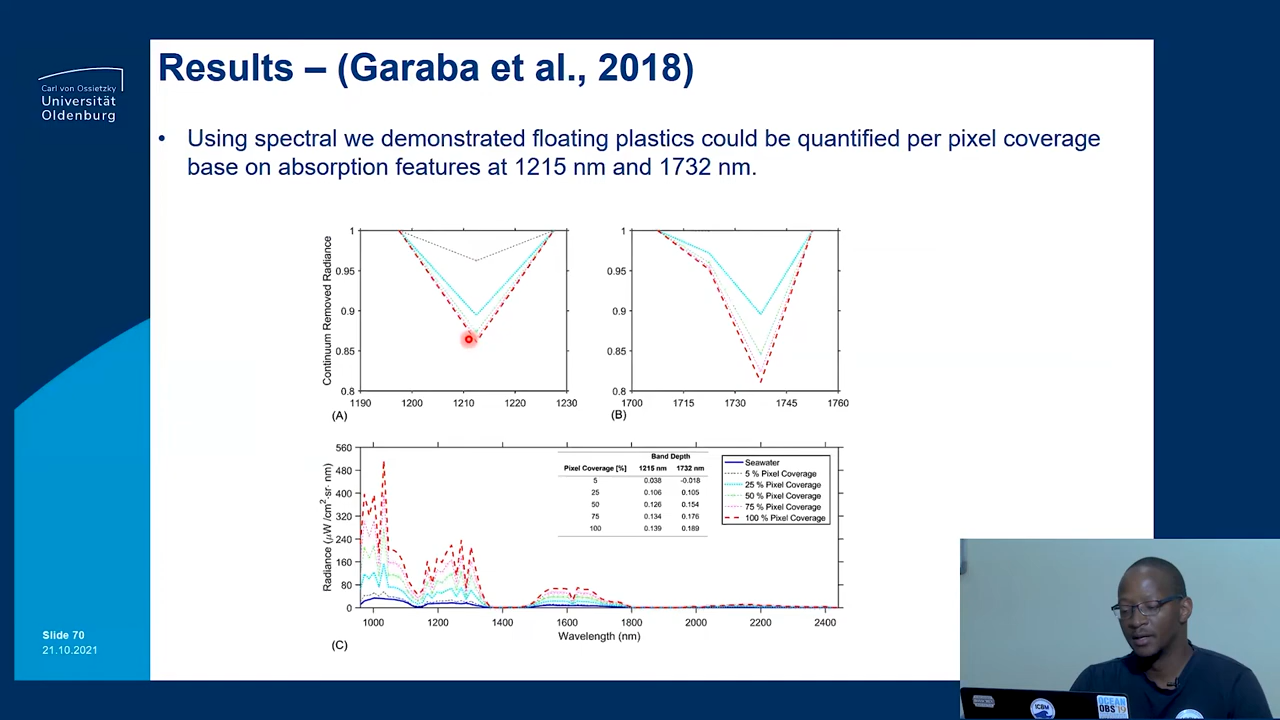 Results – (Garaba et al., 2018)
Carl von Ossietzky
Universität
Oldenburg
• Using spectral we demonstrated floating plastics could be quantified per pixel coverage
base on absorption features at 1215 nm and 1732 nm.
Continuum Removed Radiance
1
0.95
0.9
0.85
0.8
1190 1200 1210 1220 1230
(A)
1
0.95
0.9
0.85
0.8
1700 1715 1730 1745 1760
(B)
Radiance (μW /cm²·sr· nm)
560
480
400
320
240
160
80
0
1000 1200 1400 1600 1800 2000 2200 2400
Wavelength (nm)
(C)
Band Depth
Pixel Coverage [%] 1215 nm 1732 nm
5 0.038 -0.018
25 0.106 0.105
50 0.126 0.154
75 0.134 0.176
100 0.139 0.189
Seawater
5 % Pixel Coverage
25 % Pixel Coverage
50 % Pixel Coverage
75 % Pixel Coverage
100 % Pixel Coverage
Slide 70
21.10.2021
ICBM
OCEAN
OBS'19